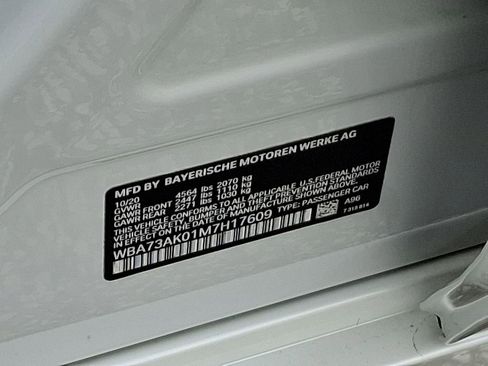 MFD BY BAYERISCHE MOTOREN WERKE AG
10/20
GVWR 4564 lbs 2070 kg
GAWR FRONT 2447 lbs 1110 kg
GAWR REAR 2271 lbs 1030 kg
THIS VEHICLE CONFORMS TO ALL APPLICABLE U.S. FEDERAL MOTOR
VEHICLE SAFETY, BUMPER AND THEFT PREVENTION STANDARDS
IN EFFECT ON THE DATE OF MANUFACTURE SHOWN ABOVE.
WBA73AK01M7H17609 TYPE: PASSENGER CAR
A96
7318814